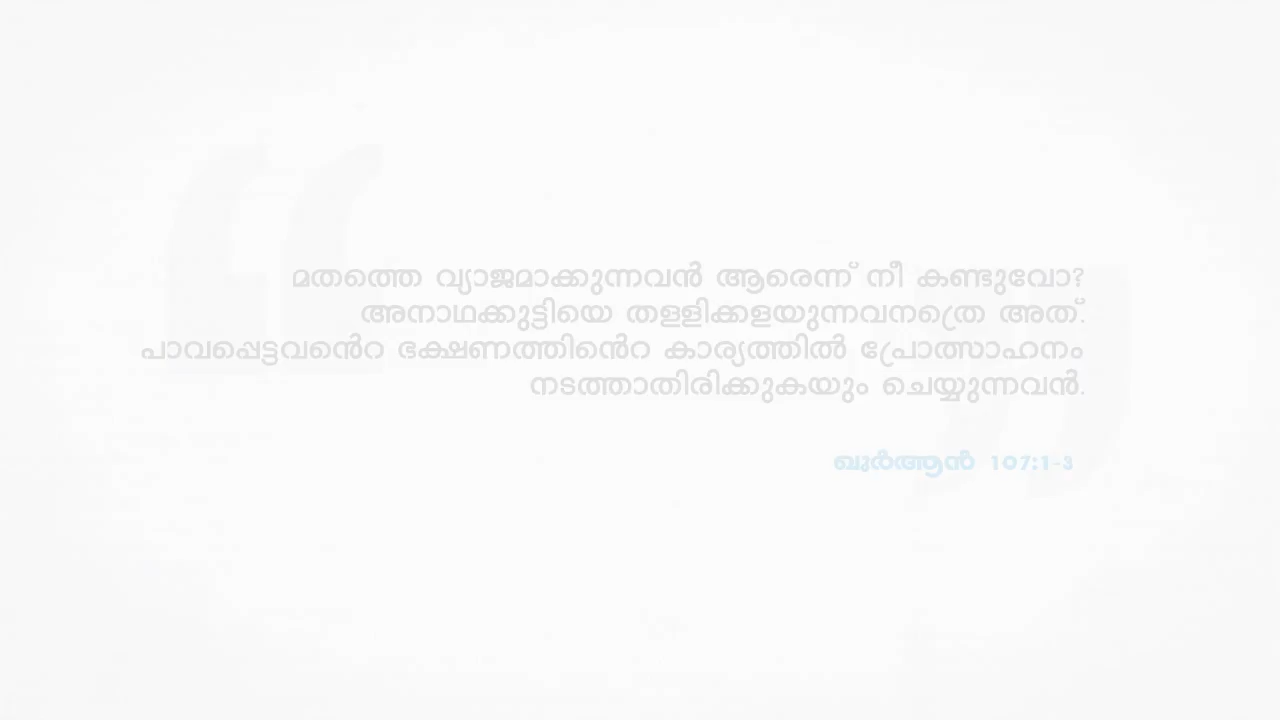 മതത്തെ വ്യാജമാക്കുന്നവൻ ആരെന്ന് നീ കണ്ടുവോ?
അനാഥക്കുട്ടിയെ തള്ളിക്കളയുന്നവനത്രെ അത്.
പാവപ്പെട്ടവൻെറ ഭക്ഷണത്തിൻെറ കാര്യത്തിൽ പ്രോത്സാഹനം
നടത്താതിരിക്കുകയും ചെയ്യുന്നവൻ.
ഖുർആൻ 107:1-3